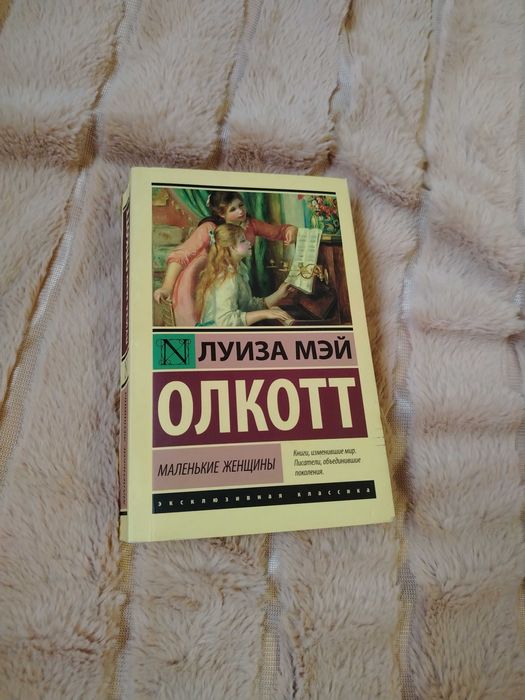 N ЛУИЗА МЭЙ
ОЛКОТТ
МАЛЕНЬКИЕ ЖЕНЩИНЫ
Книги, изменившие мир.
Писатели, объединившие
поколения.
эксклюзивная классика